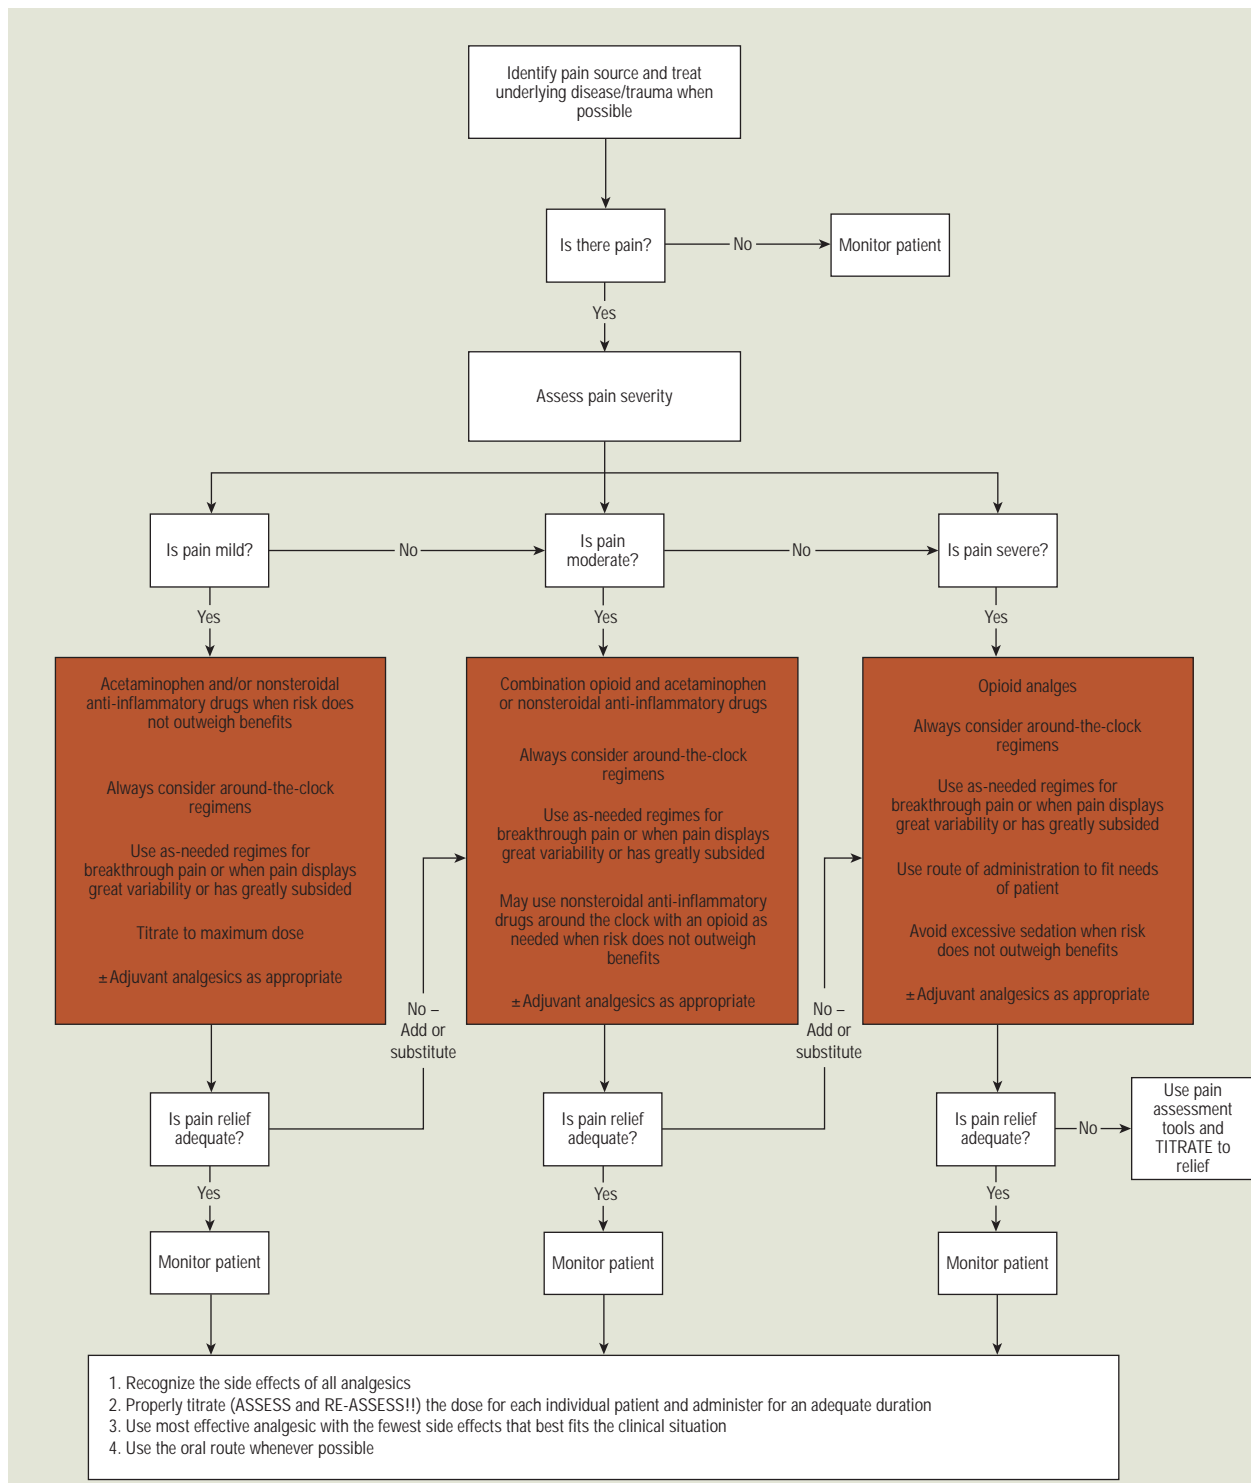 Identify pain source and treat
underlying disease/trauma when
possible
Is there pain?
No
Monitor patient
Yes
Assess pain severity
Is pain mild?
No
Is pain
moderate?
No
Is pain severe?
Yes
Yes
Yes
Acetaminophen and/or nonsteroidal
anti-inflammatory drugs when risk does
not outweigh benefits
Always consider around-the-clock
regimens
Use as-needed regimes for
breakthrough pain or when pain displays
great variability or has greatly subsided
Titrate to maximum dose
± Adjuvant analgesics as appropriate
Combination opioid and acetaminophen
or nonsteroidal anti-inflammatory drugs
Always consider around-the-clock
regimens
Use as-needed regimes for
breakthrough pain or when pain displays
great variability or has greatly subsided
May use nonsteroidal anti-inflammatory
drugs around the clock with an opioid as
needed when risk does not outweigh
benefits
± Adjuvant analgesics as appropriate
Opioid analges
Always consider around-the-clock
regimens
Use as-needed regimes for
breakthrough pain or when pain displays
great variability or has greatly subsided
Use route of administration to fit needs
of patient
Avoid excessive sedation when risk
does not outweigh benefits
± Adjuvant analgesics as appropriate
No –
Add or
substitute
No –
Add or
substitute
Is pain relief
adequate?
Is pain relief
adequate?
Is pain relief
adequate?
No
Use pain
assessment
tools and
TITRATE to
relief
Yes
Yes
Yes
Monitor patient
Monitor patient
Monitor patient
1. Recognize the side effects of all analgesics
2. Properly titrate (ASSESS and RE-ASSESS!!) the dose for each individual patient and administer for an adequate duration
3. Use most effective analgesic with the fewest side effects that best fits the clinical situation
4. Use the oral route whenever possible